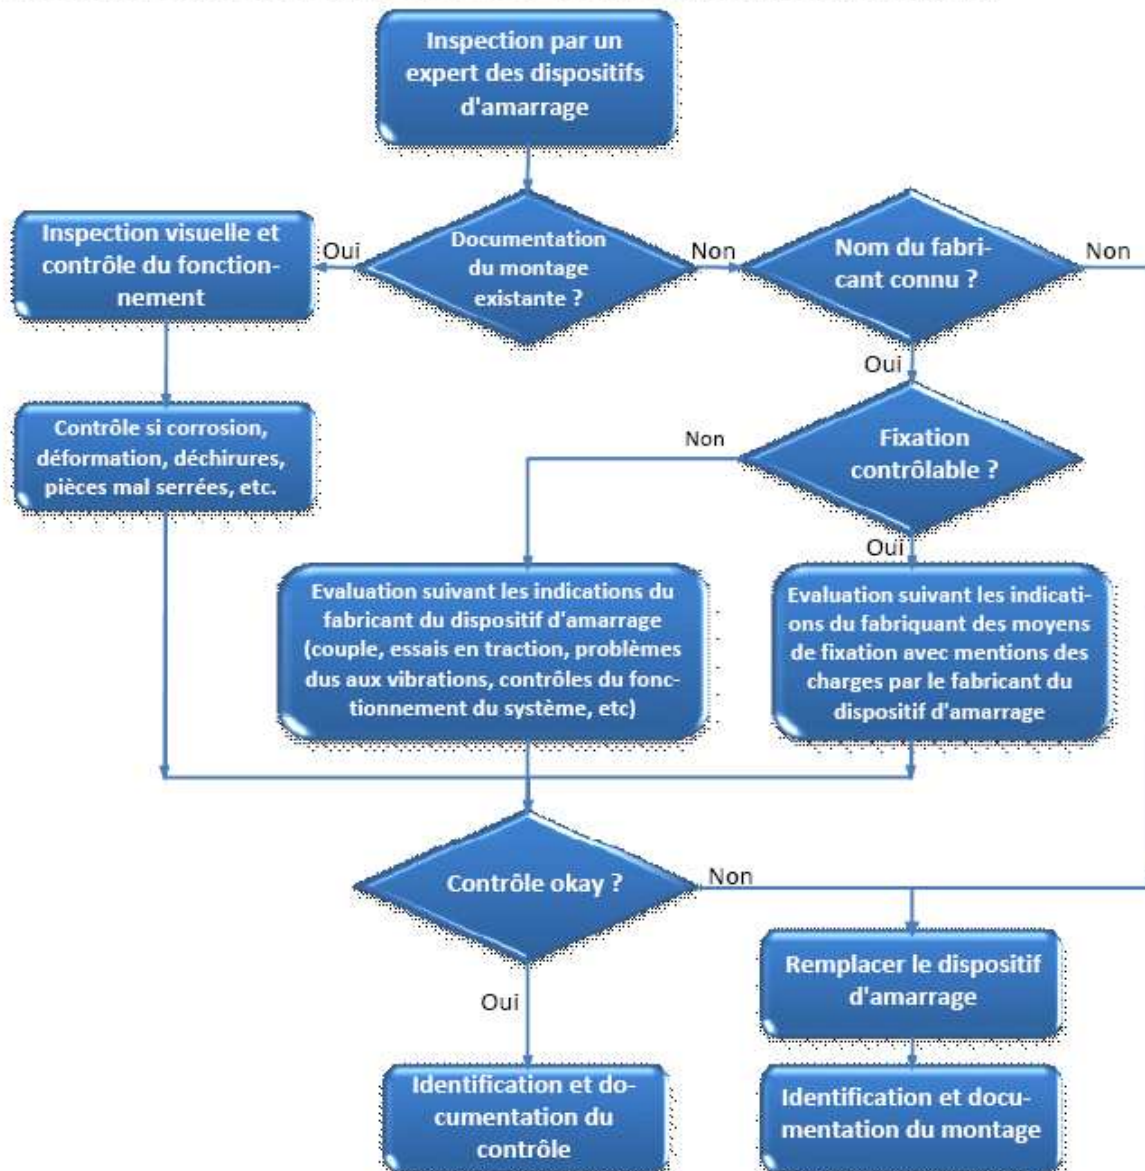 Inspection par un
expert des dispositifs
d'amarrage
Inspection visuelle et
contrôle du fonction-
nement
Oui
Documentation
du montage
existante ?
Non
Nom du fabri-
cant connu ?
Non
Oui
Contrôle si corrosion,
déformation, déchirures,
pièces mal serrées, etc.
Non
Fixation
contrôlable ?
Oui
Evaluation suivant les indications du
fabricant du dispositif d'amarrage
(couple, essais en traction, problèmes
dus aux vibrations, contrôles du fonc-
tionnement du système, etc)
Evaluation suivant les indicati-
ons du fabriquant des moyens
de fixation avec mentions des
charges par le fabricant du
dispositif d'amarrage
Contrôle okay ?
Non
Oui
Remplacer le dispositif
d'amarrage
Identification et do-
cumentation du
contrôle
Identification et docu-
mentation du montage